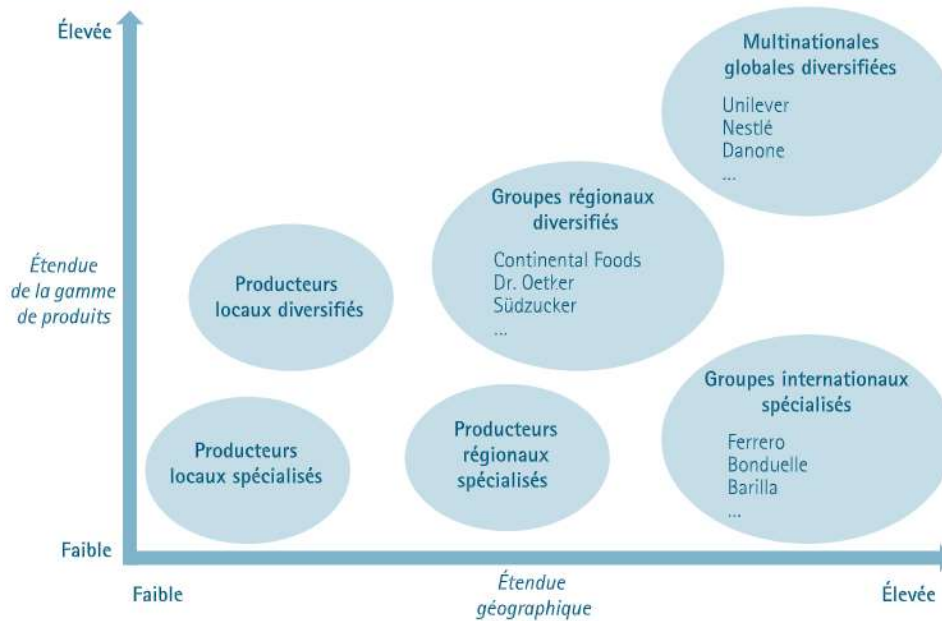 Élevée
Multinationales
globales diversifiées
Unilever
Nestlé
Danone
...
Groupes régionaux
diversifiés
Continental Foods
Dr. Oetker
Südzucker
...
Étendue
de la gamme
de produits
Producteurs
locaux diversifiés
Groupes internationaux
spécialisés
Ferrero
Bonduelle
Barilla
...
Producteurs
locaux spécialisés
Producteurs
régionaux
spécialisés
Faible
Faible
Étendue
géographique
Élevée